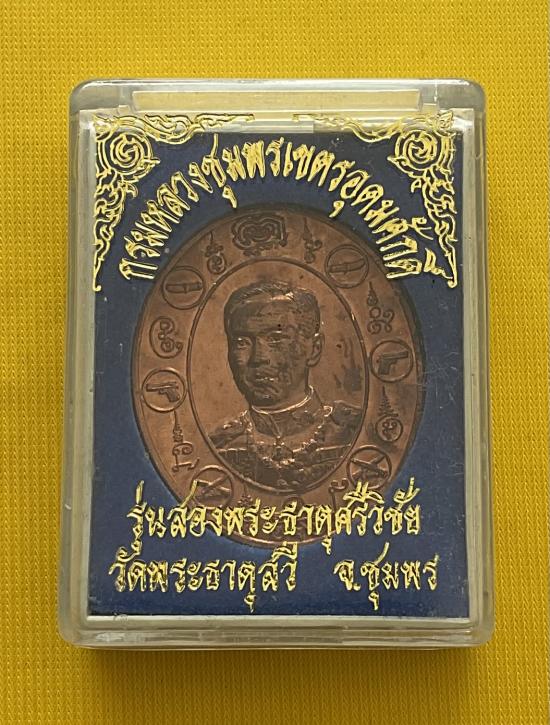 กรมหลวงชุมพรเขตรอุดมศักดิ์
รุ่นสองพระธาตุศรีวิชัย
วัดพระธาตุสวี จ.ชุมพร